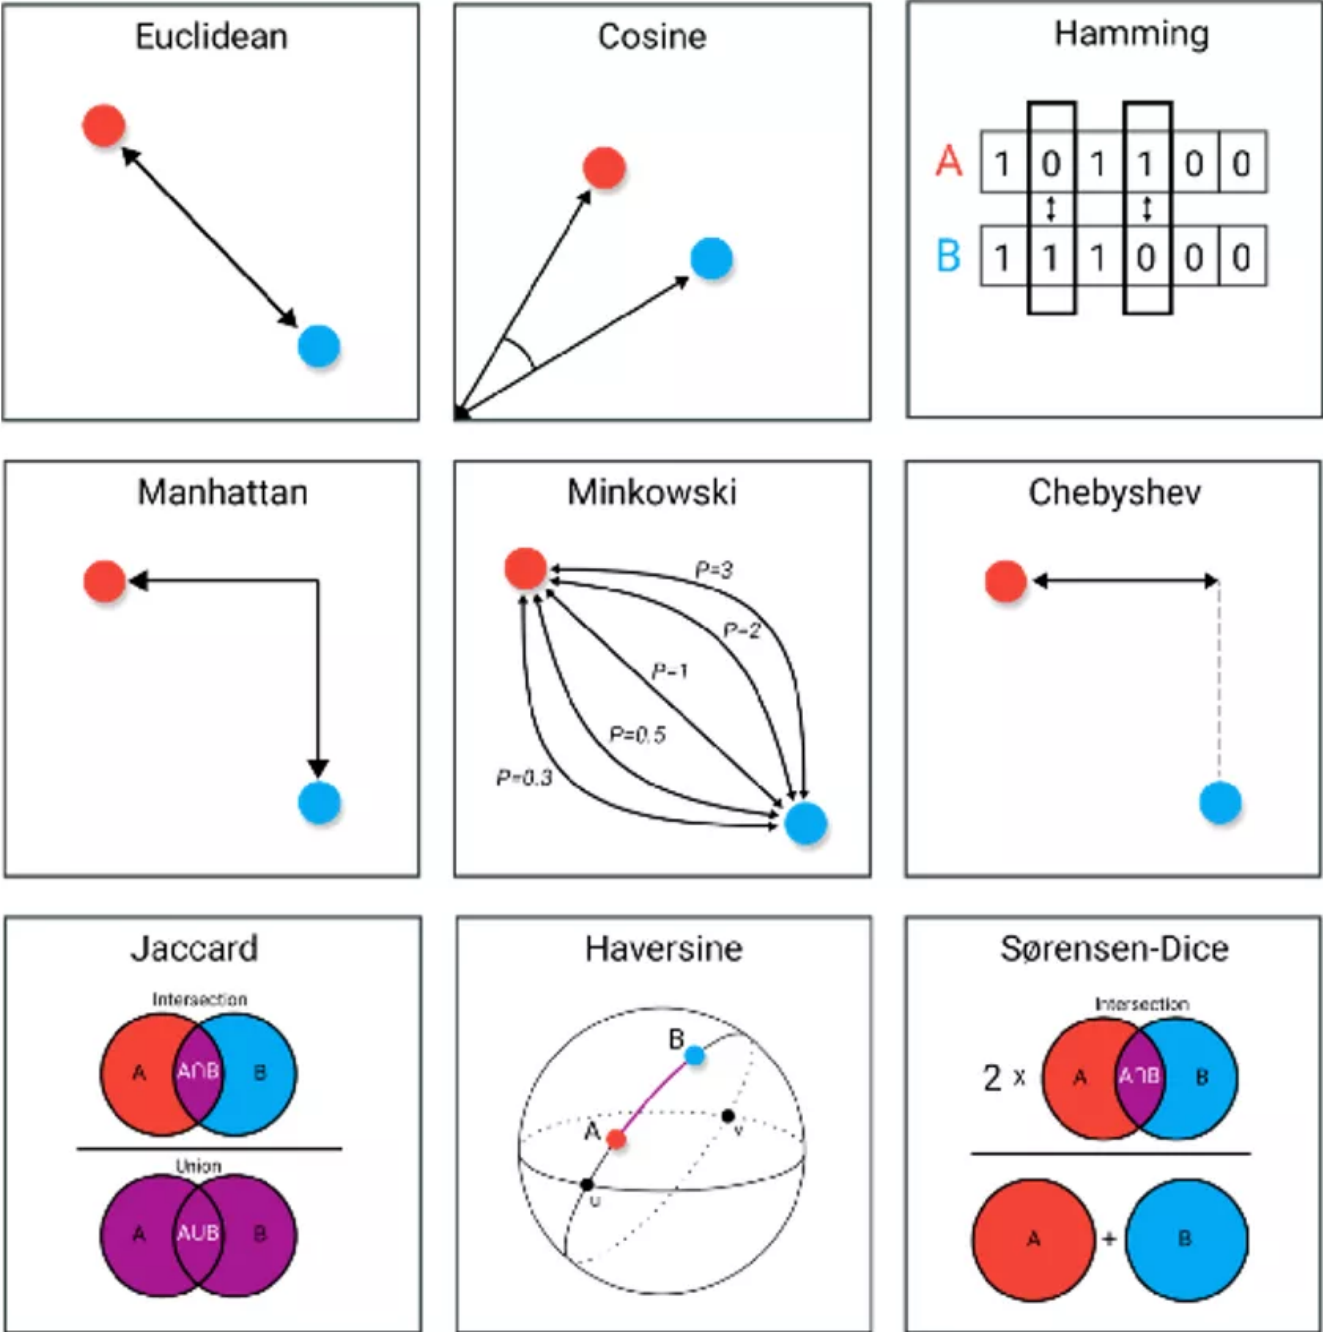 Euclidean
Cosine
Hamming
A 1 0 1 1 0 0
B 1 1 1 0 0 0
Manhattan
Minkowski
P=3
P=2
P=1
P=0.5
P=0.3
Chebyshev
Jaccard
Intersection
A A∩B B
Union
A A∪B B
Haversine
B
A
v
u
Sørensen-Dice
Intersection
2 x A A∩B B
A + B